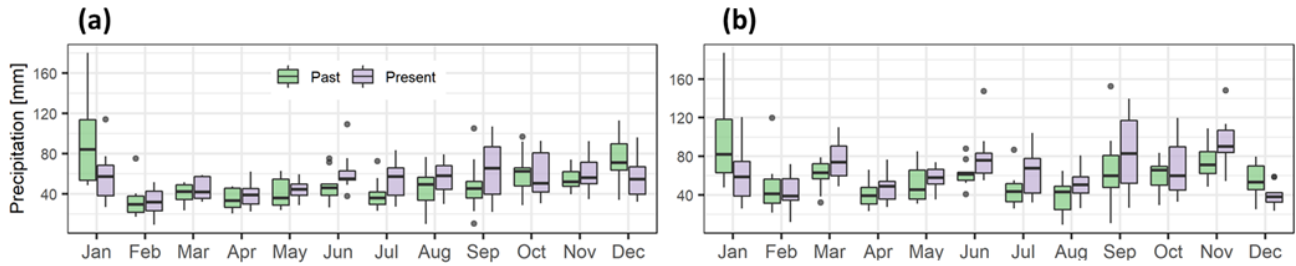 (a)
(b)
Precipitation [mm]
160
120
80
40
Past
Present
160
120
80
40
Jan Feb Mar Apr May Jun Jul Aug Sep Oct Nov Dec
Jan Feb Mar Apr May Jun Jul Aug Sep Oct Nov Dec